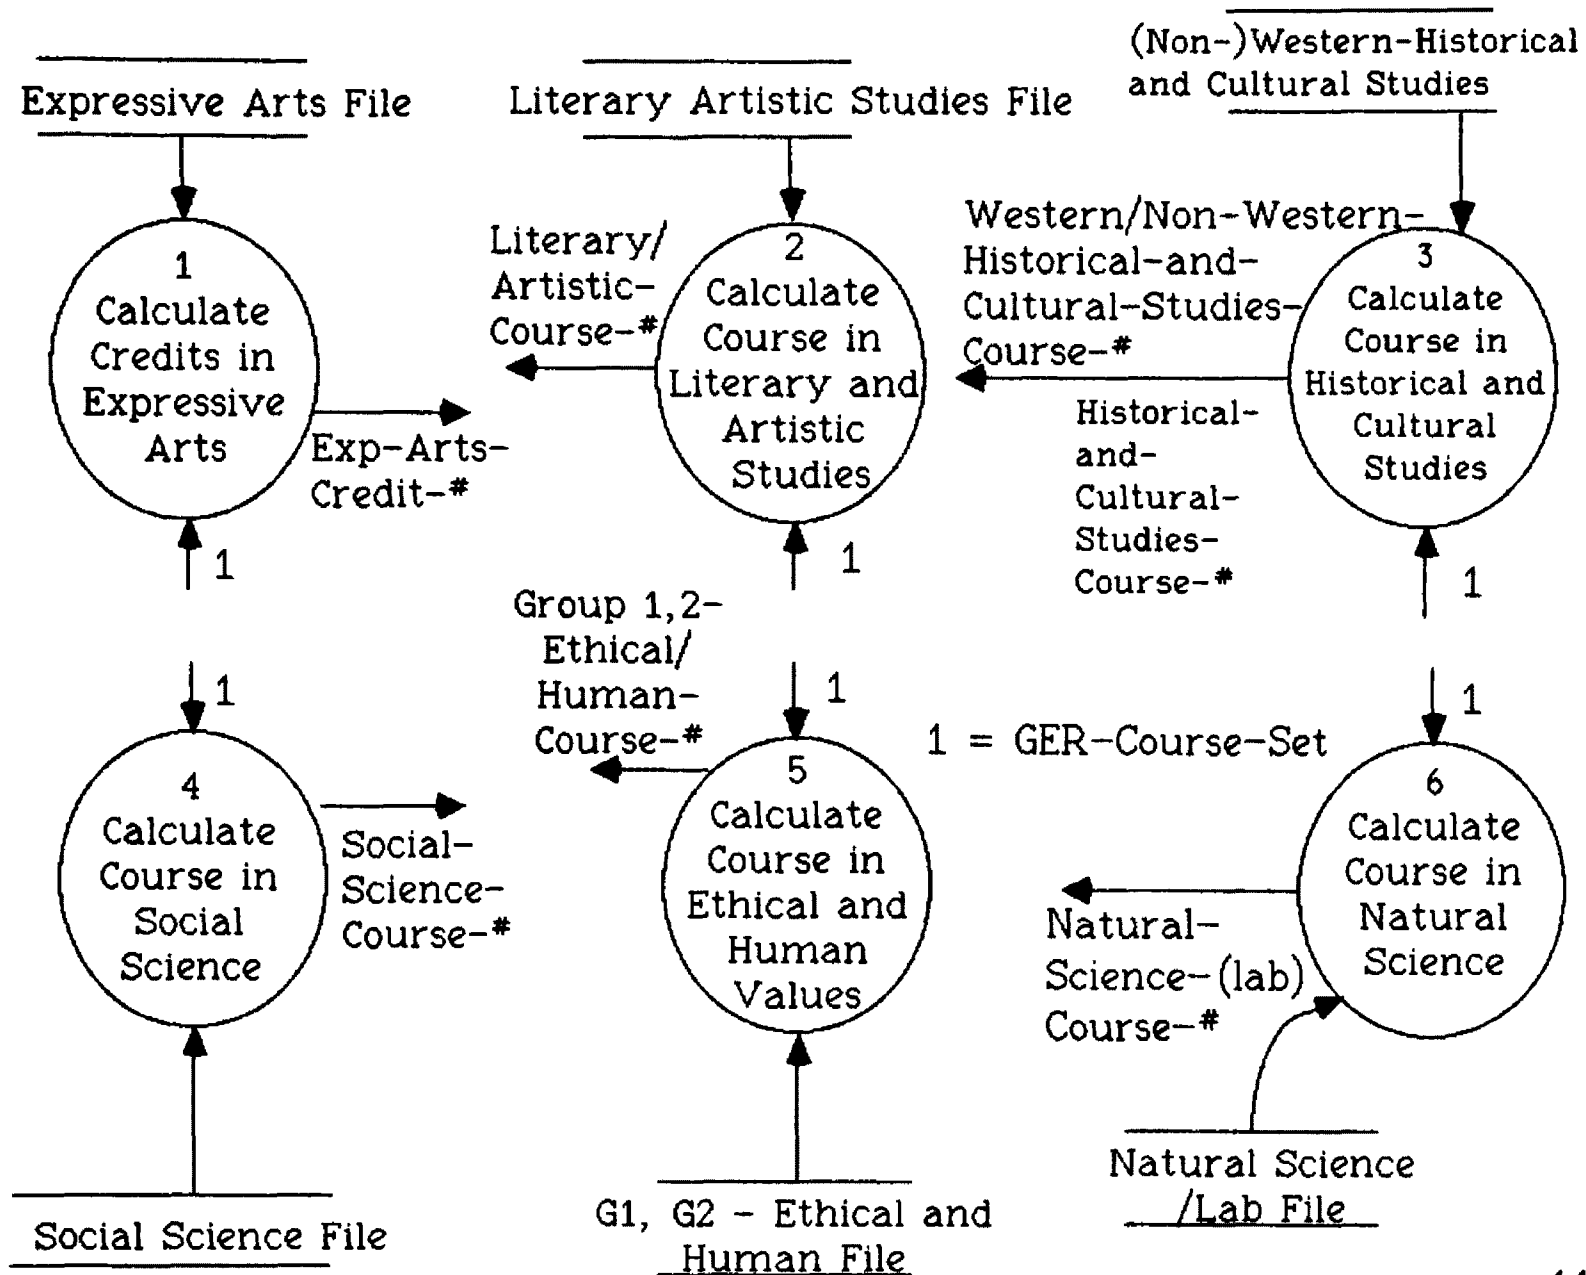 Expressive Arts File
Literary Artistic Studies File
(Non-)Western-Historical
and Cultural Studies
1
Calculate
Credits in
Expressive
Arts
Exp-Arts-
Credit-#
1
Literary/
Artistic-
Course-#
2
Calculate
Course in
Literary and
Artistic
Studies
1
Western/Non-Western-
Historical-and-
Cultural-Studies-
Course-#
Historical-
and-
Cultural-
Studies-
Course-#
3
Calculate
Course in
Historical and
Cultural
Studies
1
1
4
Calculate
Course in
Social
Science
Social-
Science-
Course-#
Social Science File
Group 1,2-
Ethical/
Human-
Course-#
1
5
Calculate
Course in
Ethical and
Human
Values
G1, G2 - Ethical and
Human File
1 = GER-Course-Set
1
6
Calculate
Course in
Natural
Science
Natural-
Science-(lab)
Course-#
Natural Science
/Lab File